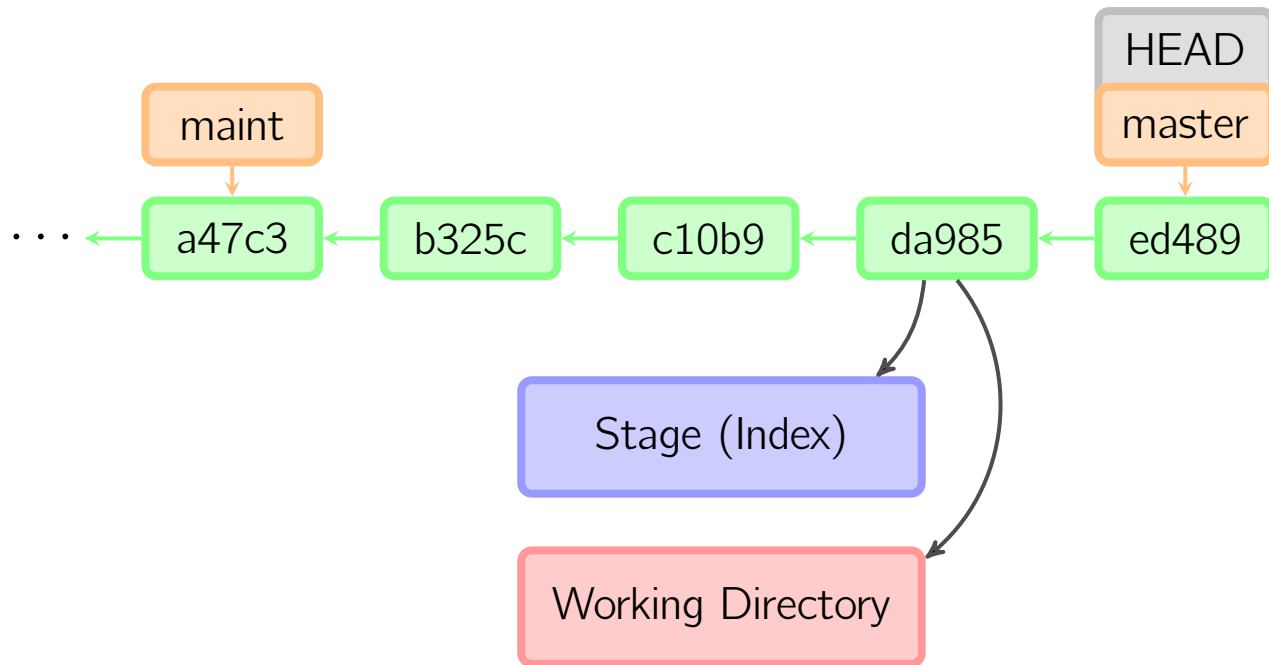 HEAD
maint
master
...
a47c3
b325c
c10b9
da985
ed489
Stage (Index)
Working Directory